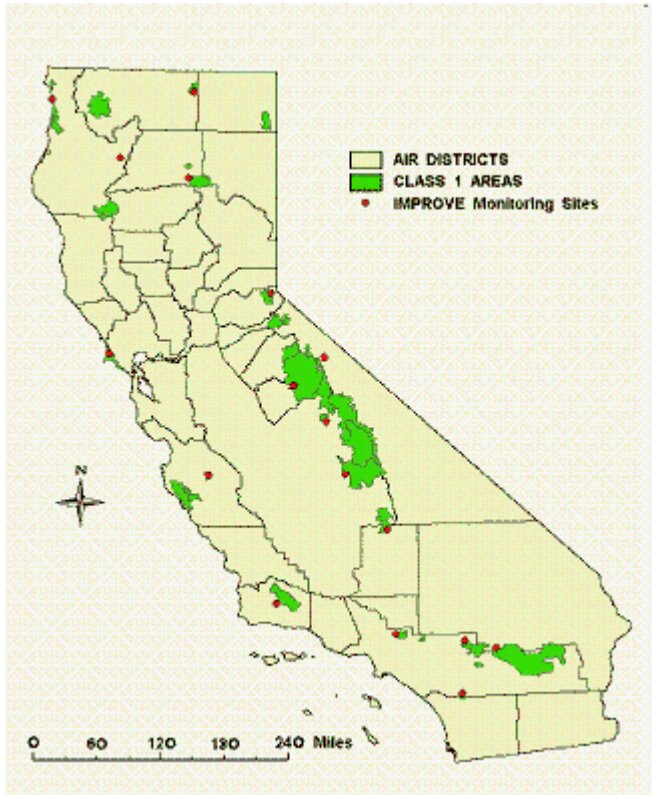 AIR DISTRICTS
CLASS 1 AREAS
IMPROVE Monitoring Sites
N
0 60 120 180 240 Miles